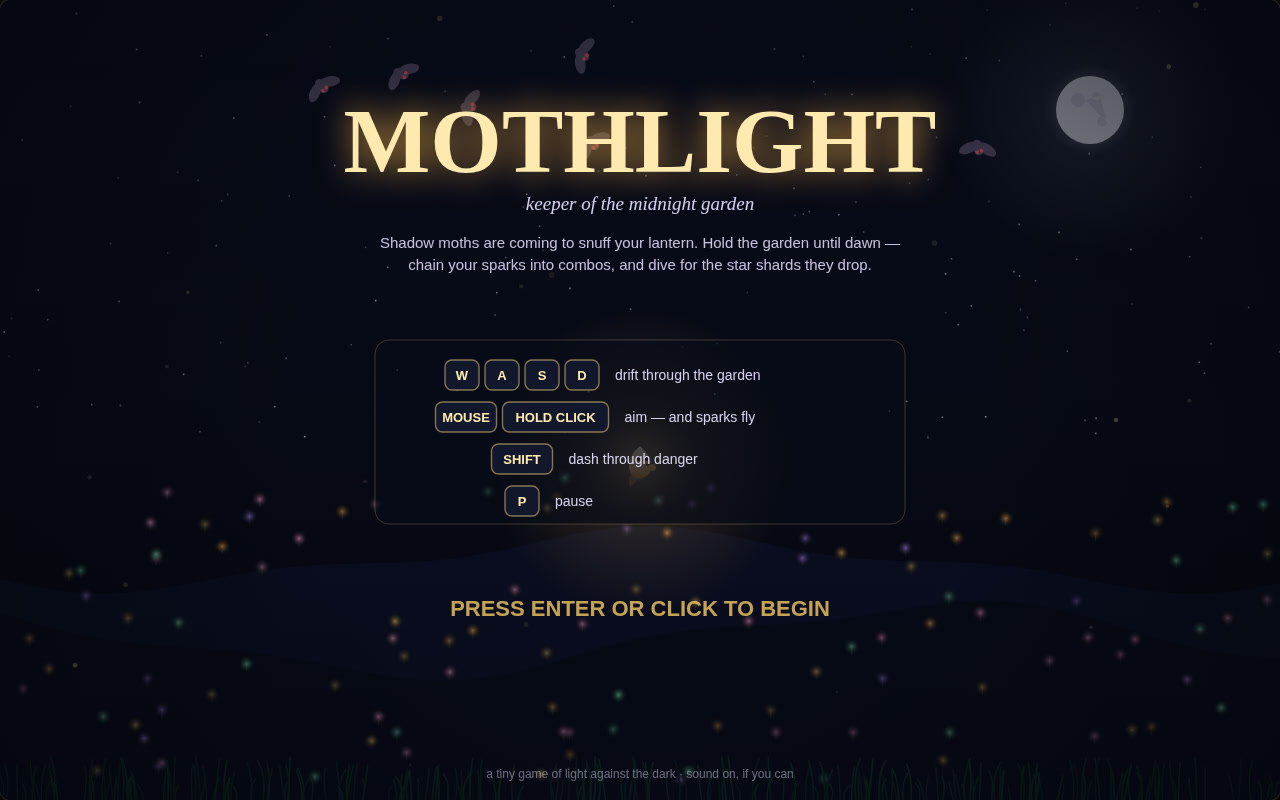 MOTHLIGHT
keeper of the midnight garden
Shadow moths are coming to snuff your lantern. Hold the garden until dawn —
chain your sparks into combos, and dive for the star shards they drop.
W A S D drift through the garden
MOUSE HOLD CLICK aim — and sparks fly
SHIFT dash through danger
P pause
PRESS ENTER OR CLICK TO BEGIN
a tiny game of light against the dark · sound on, if you can